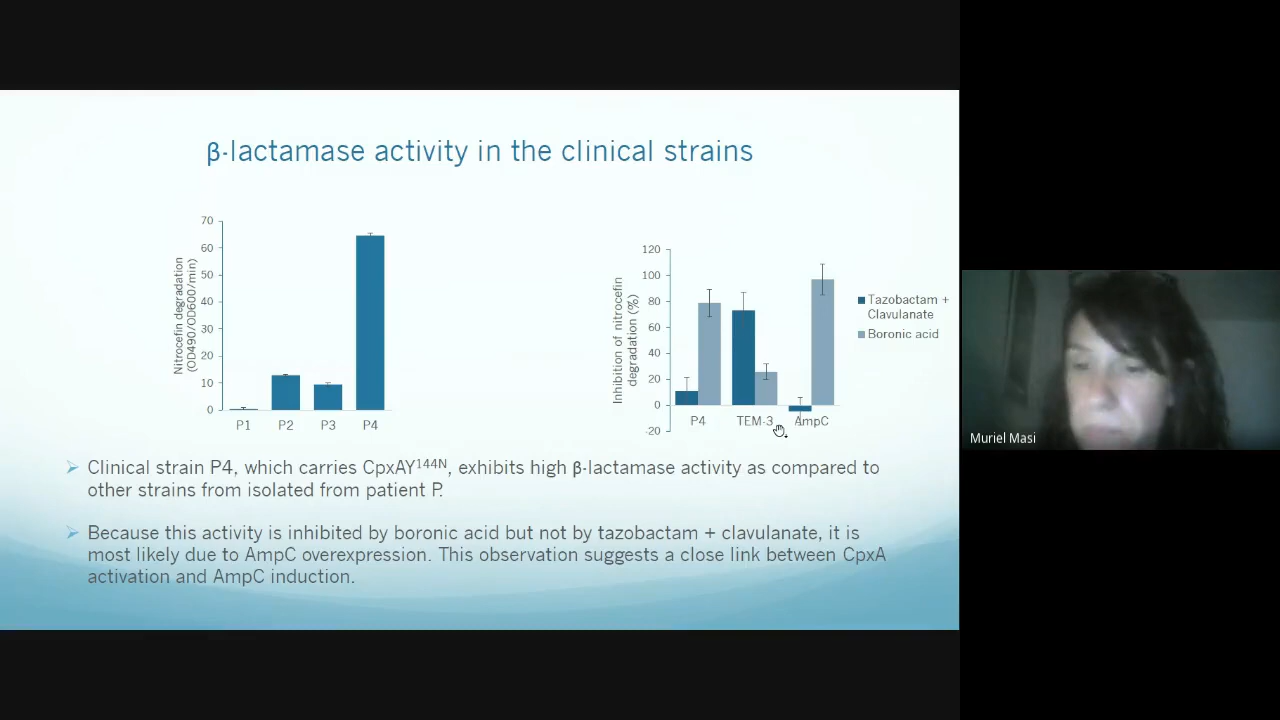 β-lactamase activity in the clinical strains
Nitrocefin degradation
(OD490/OD600/min)
70
60
50
40
30
20
10
0
P1 P2 P3 P4
Inhibition of nitrocefin
degradation (%)
120
100
80
60
40
20
0
-20
P4 TEM-3 AmpC
Tazobactam +
Clavulanate
Boronic acid
Clinical strain P4, which carries CpxAY¹⁴⁴ᴺ, exhibits high β-lactamase activity as compared to
other strains from isolated from patient P.
Because this activity is inhibited by boronic acid but not by tazobactam + clavulanate, it is
most likely due to AmpC overexpression. This observation suggests a close link between CpxA
activation and AmpC induction.
Muriel Masi